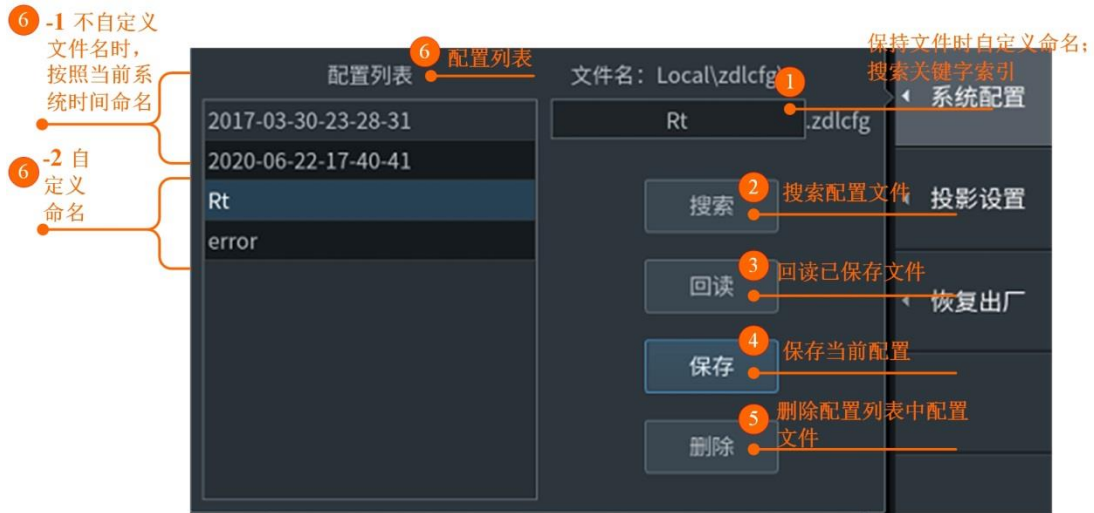 6 -1 不自定义
文件名时，
按照当前系
统时间命名
6 -2 自
定义
命名
配置列表
6 配置列表
2017-03-30-23-28-31
2020-06-22-17-40-41
Rt
error
文件名：Local\zdlcfg\
1
保持文件时自定义命名；
搜索关键字索引
Rt .zdlcfg
搜索
2 搜索配置文件
回读
3 回读已保存文件
保存
4 保存当前配置
删除
5 删除配置列表中配置
文件
系统配置
投影设置
恢复出厂